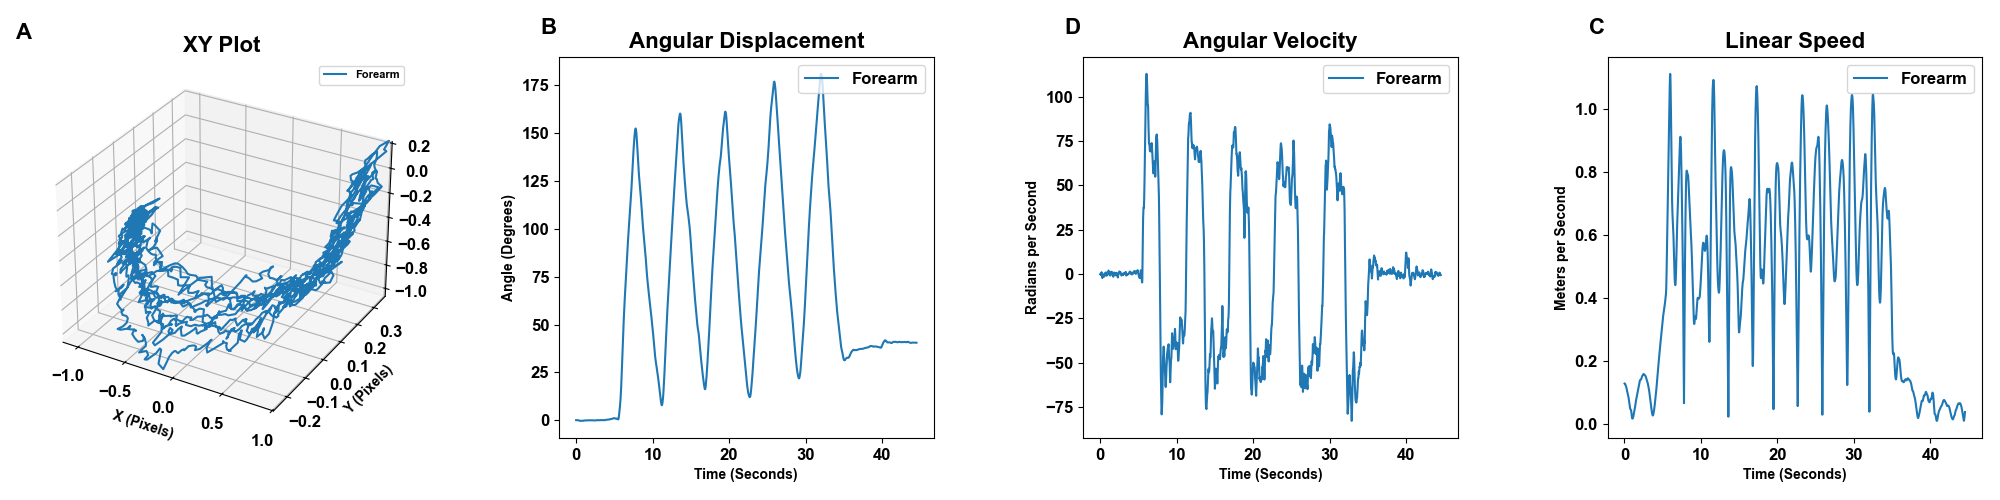 A
XY Plot
Forearm
0.2
0.0
−0.2
−0.4
−0.6
−0.8
−1.0
−1.0
−0.5
0.0
0.5
1.0
X (Pixels)
−0.2
−0.1
0.0
0.1
0.2
0.3
Y (Pixels)
B
Angular Displacement
Forearm
175
150
125
100
75
50
25
0
Angle (Degrees)
0 10 20 30 40
Time (Seconds)
D
Angular Velocity
Forearm
100
75
50
25
0
−25
−50
−75
Radians per Second
0 10 20 30 40
Time (Seconds)
C
Linear Speed
Forearm
1.0
0.8
0.6
0.4
0.2
0.0
Meters per Second
0 10 20 30 40
Time (Seconds)